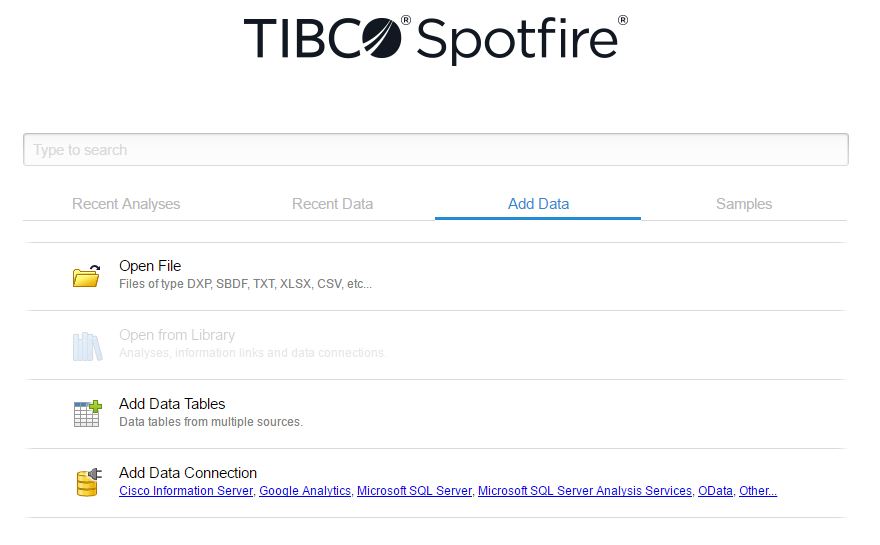 TIBCO® Spotfire®
Type to search
Recent Analyses Recent Data Add Data Samples
Open File
Files of type DXP, SBDF, TXT, XLSX, CSV, etc...
Open from Library
Analyses, information links and data connections.
Add Data Tables
Data tables from multiple sources.
Add Data Connection
Cisco Information Server, Google Analytics, Microsoft SQL Server, Microsoft SQL Server Analysis Services, OData, Other...